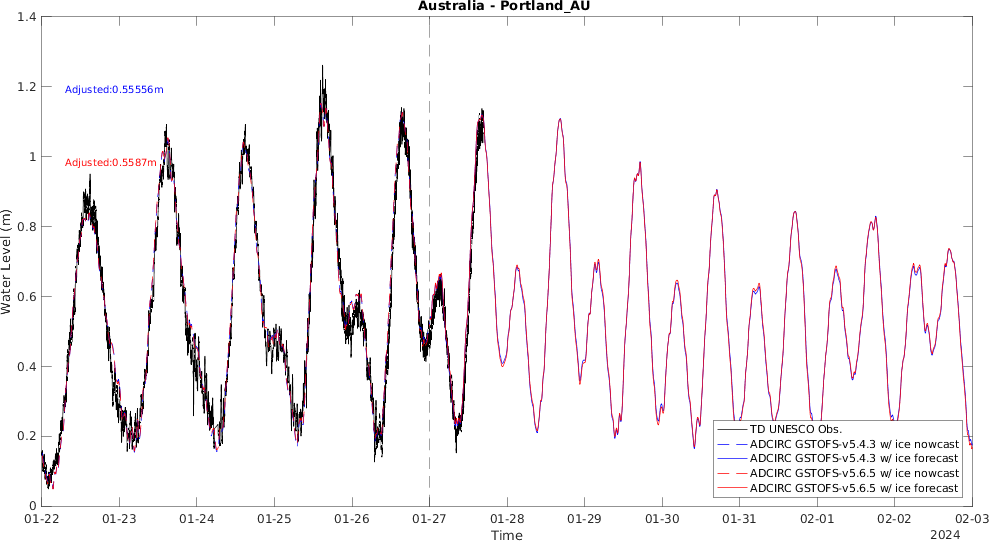 Australia - Portland_AU
1.4
1.2
1
0.8
0.6
0.4
0.2
0
Water Level (m)
Adjusted:0.55556m
Adjusted:0.5587m
TD UNESCO Obs.
ADCIRC GSTOFS-v5.4.3 w/ ice nowcast
ADCIRC GSTOFS-v5.4.3 w/ ice forecast
ADCIRC GSTOFS-v5.6.5 w/ ice nowcast
ADCIRC GSTOFS-v5.6.5 w/ ice forecast
01-22 01-23 01-24 01-25 01-26 01-27 01-28 01-29 01-30 01-31 02-01 02-02 02-03
Time
2024